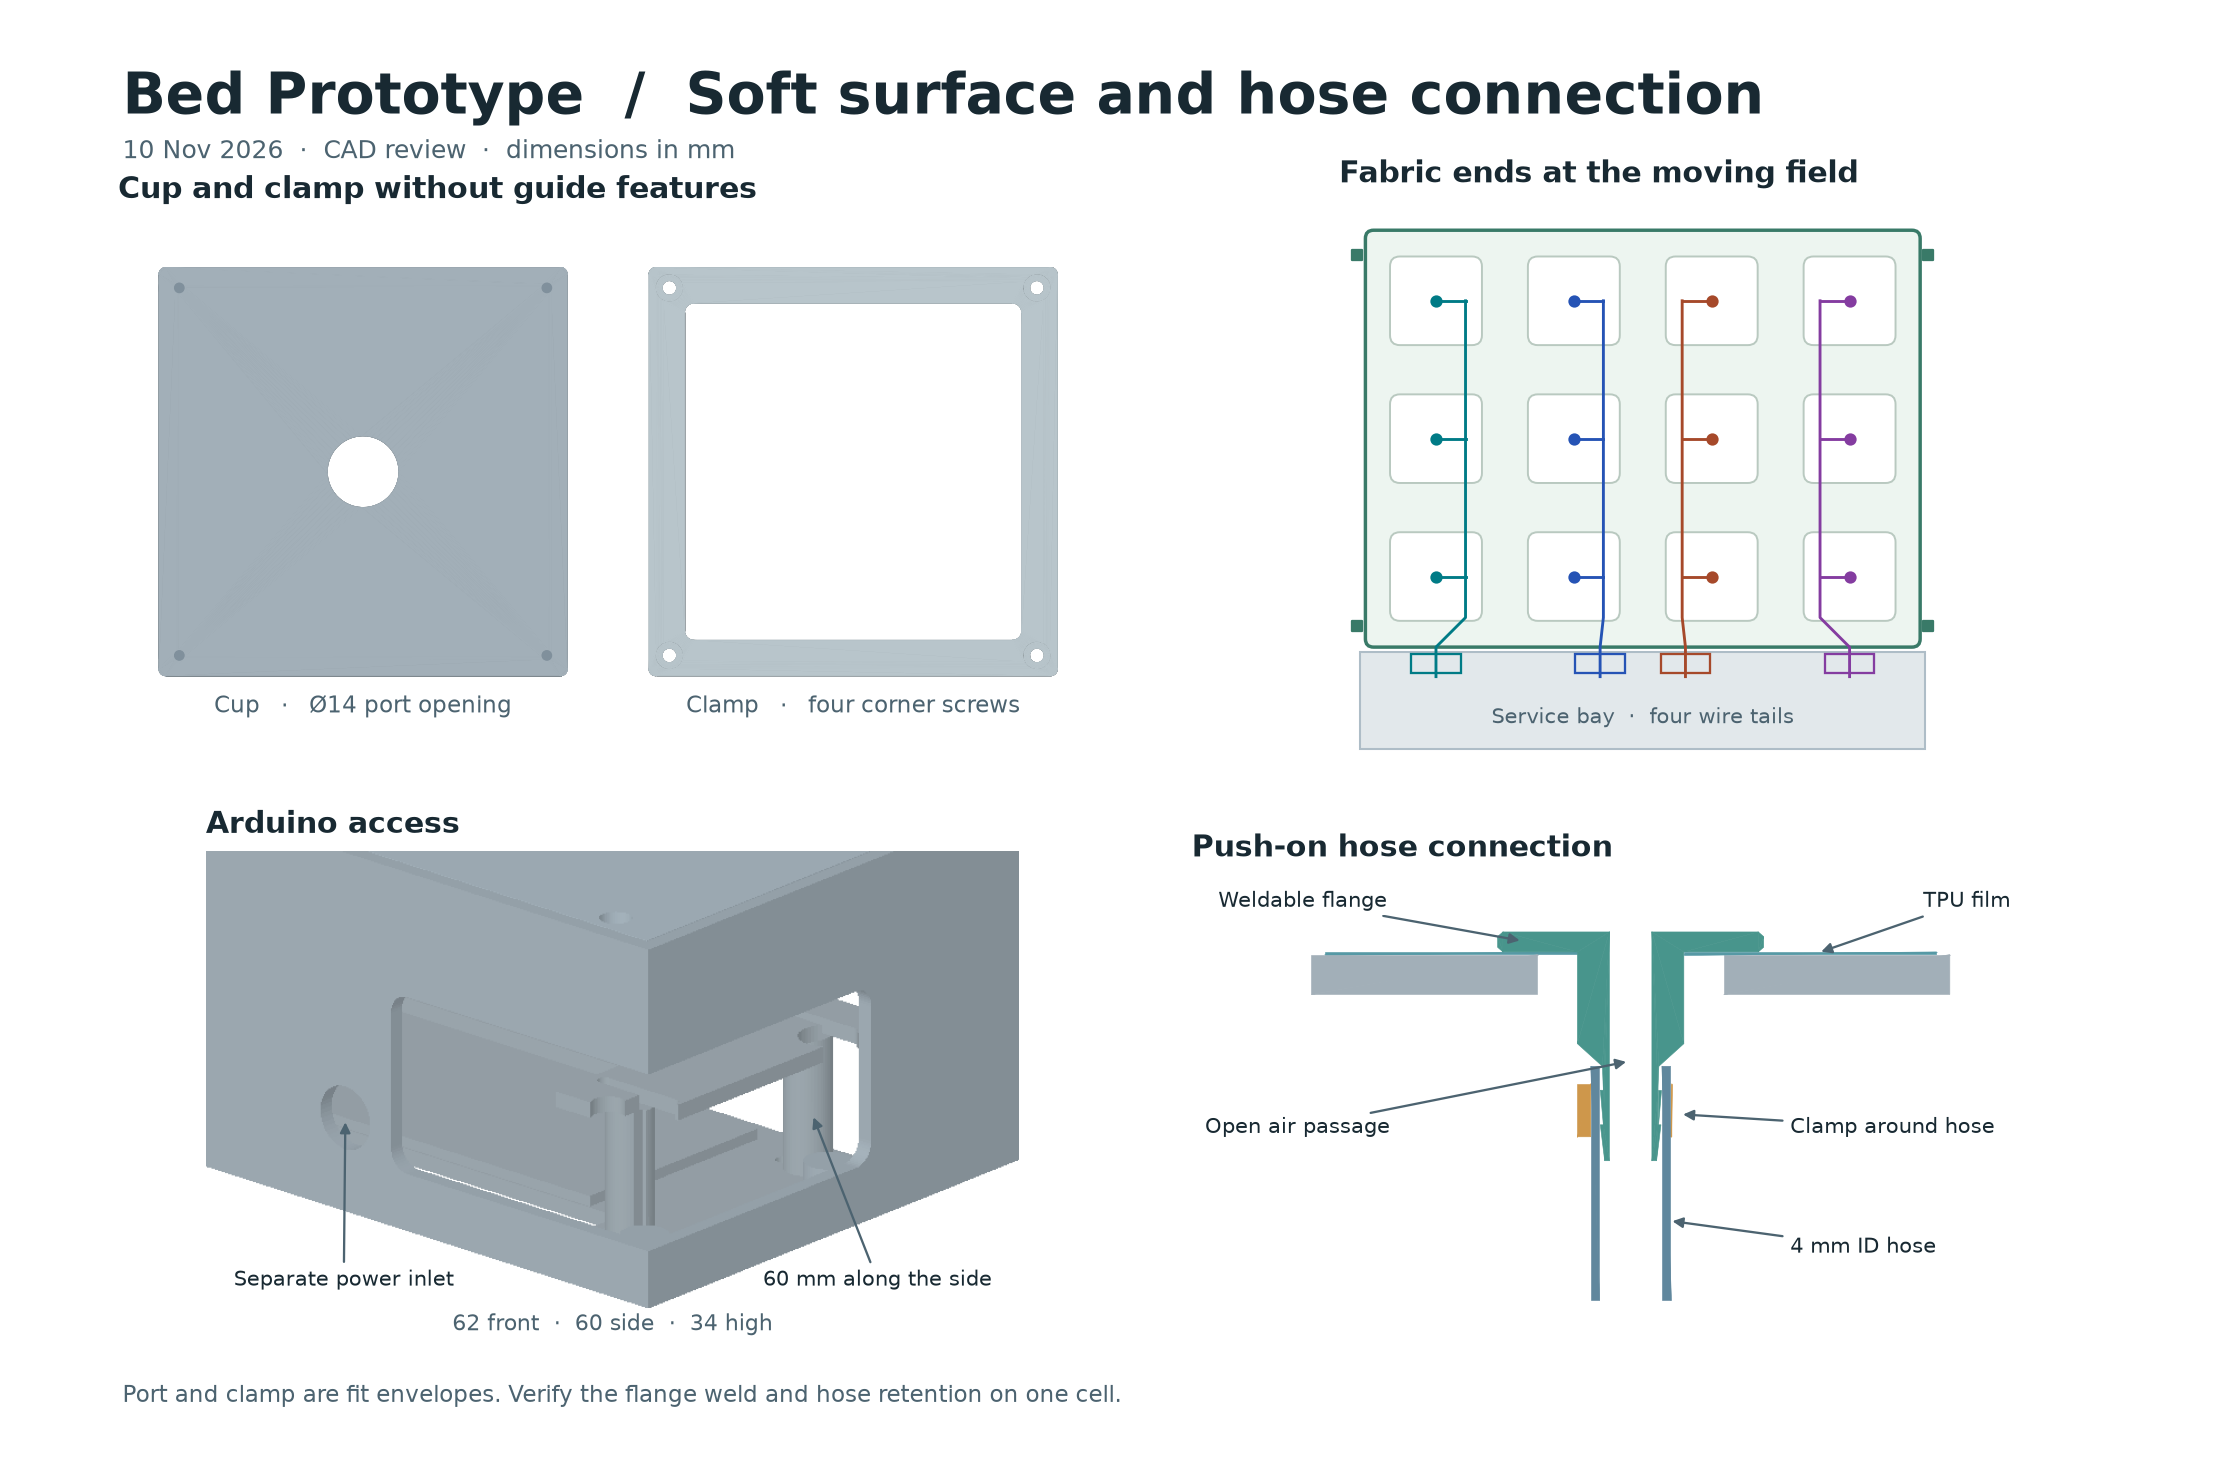 Bed Prototype / Soft surface and hose connection
10 Nov 2026 · CAD review · dimensions in mm
Cup and clamp without guide features
Cup · Ø14 port opening
Clamp · four corner screws
Fabric ends at the moving field
Service bay · four wire tails
Arduino access
Separate power inlet
60 mm along the side
62 front · 60 side · 34 high
Push-on hose connection
Weldable flange
TPU film
Open air passage
Clamp around hose
4 mm ID hose
Port and clamp are fit envelopes. Verify the flange weld and hose retention on one cell.